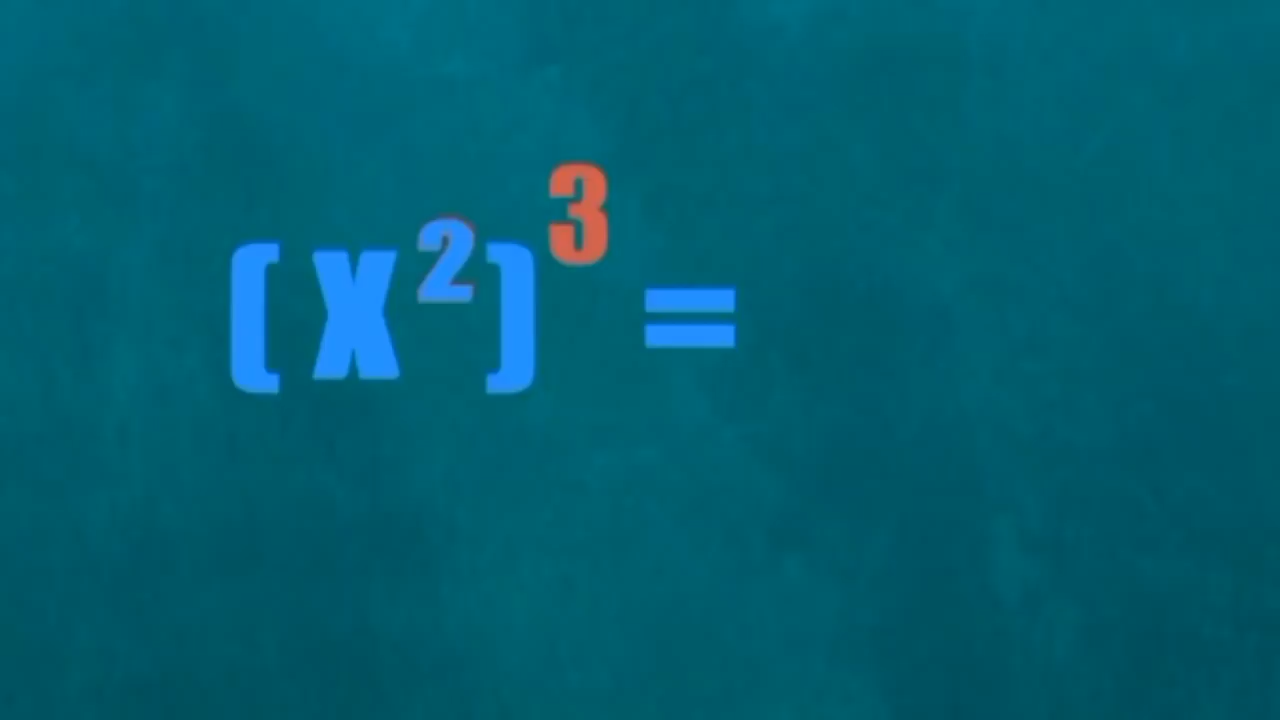 (x²)³ =